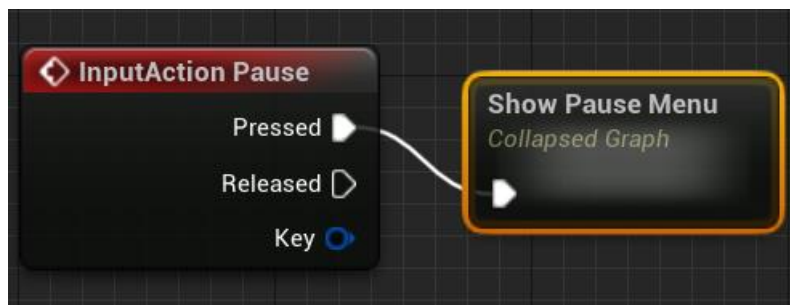 InputAction Pause
Pressed
Released
Key
Show Pause Menu
Collapsed Graph